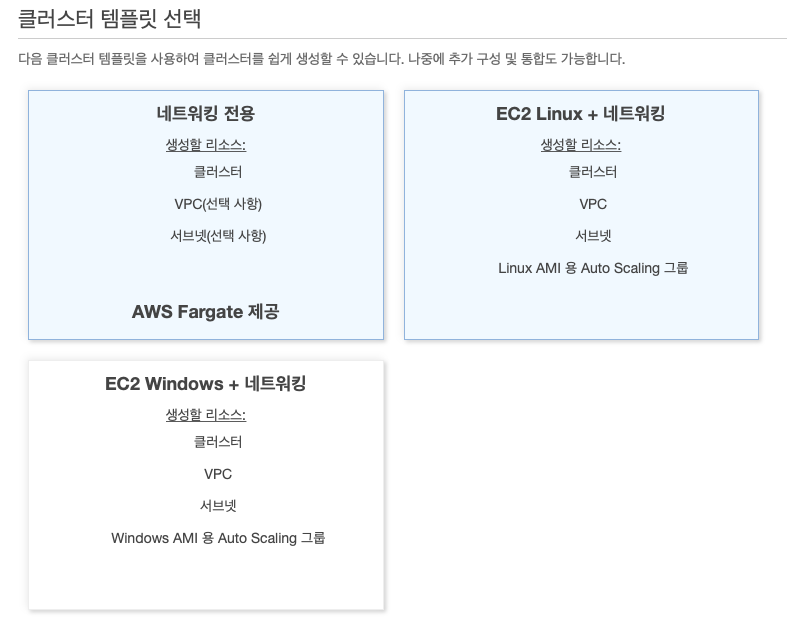 클러스터 템플릿 선택
다음 클러스터 템플릿을 사용하여 클러스터를 쉽게 생성할 수 있습니다. 나중에 추가 구성 및 통합도 가능합니다.
네트워킹 전용
생성할 리소스:
클러스터
VPC(선택 사항)
서브넷(선택 사항)
AWS Fargate 제공
EC2 Linux + 네트워킹
생성할 리소스:
클러스터
VPC
서브넷
Linux AMI 용 Auto Scaling 그룹
EC2 Windows + 네트워킹
생성할 리소스:
클러스터
VPC
서브넷
Windows AMI 용 Auto Scaling 그룹